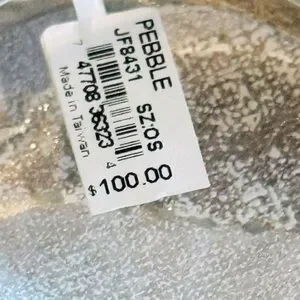 PEBBLE
JF8431 SZ:OS
7 47708 36323 4
Made in Taiwan
$100.00